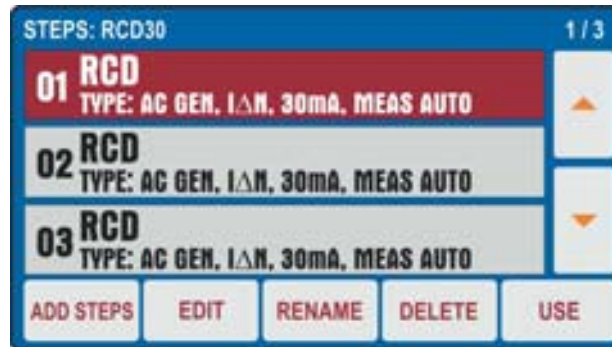 STEPS: RCD30 1/3
01 RCD
TYPE: AC GEN, I△N, 30mA, MEAS AUTO
02 RCD
TYPE: AC GEN, I△N, 30mA, MEAS AUTO
03 RCD
TYPE: AC GEN, I△N, 30mA, MEAS AUTO
ADD STEPS EDIT RENAME DELETE USE